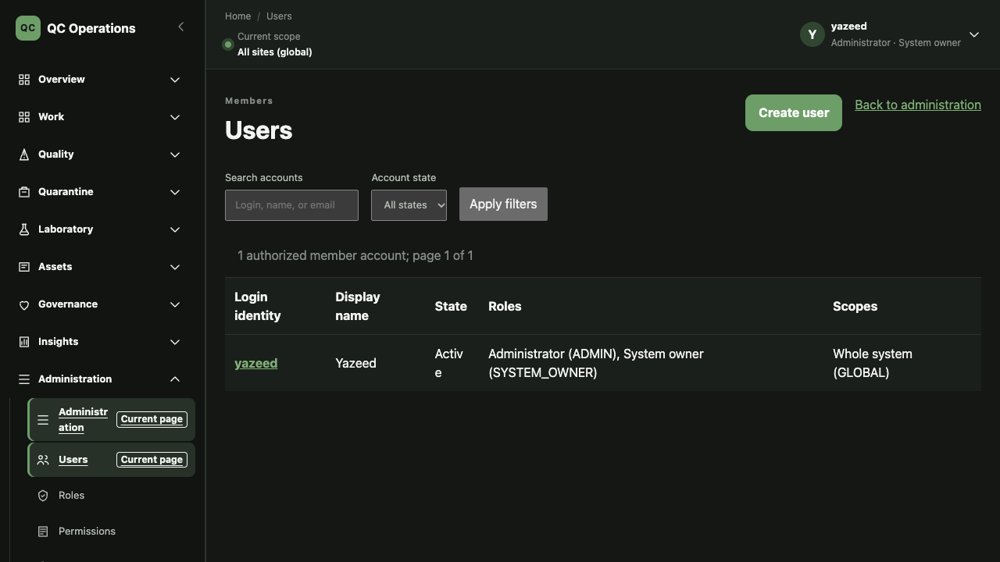 QC QC Operations
Overview
Work
Quality
Quarantine
Laboratory
Assets
Governance
Insights
Administration
Administr
ation
Current page
Users Current page
Roles
Permissions
Home / Users
Current scope
All sites (global)
Y
yazeed
Administrator · System owner
Members
Users
Create user
Back to administration
Search accounts
Login, name, or email
Account state
All states
Apply filters
1 authorized member account; page 1 of 1
Login
identity
Display
name
State
Roles
Scopes
yazeed
Yazeed
Activ
e
Administrator (ADMIN), System owner
(SYSTEM_OWNER)
Whole system
(GLOBAL)